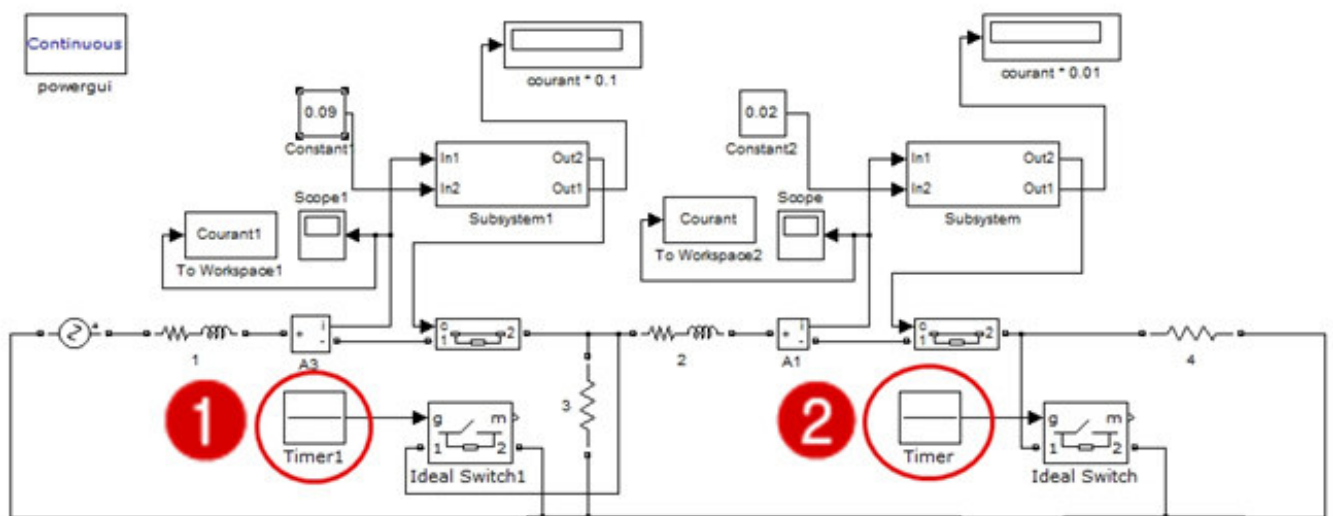 Continuous
powergui
courant * 0.1
courant * 0.01
0.09
Constant1
0.02
Constant2
In1
Out2
In2
Out1
Subsystem1
In1
Out2
In2
Out1
Subsystem
Scope1
Scope
Courant1
To Workspace1
Courant
To Workspace2
1
+
i
-
A3
c
1
2
2
+
i
-
A1
c
1
2
4
3
1
Timer1
g
m
1
2
Ideal Switch1
2
Timer
g
m
1
2
Ideal Switch